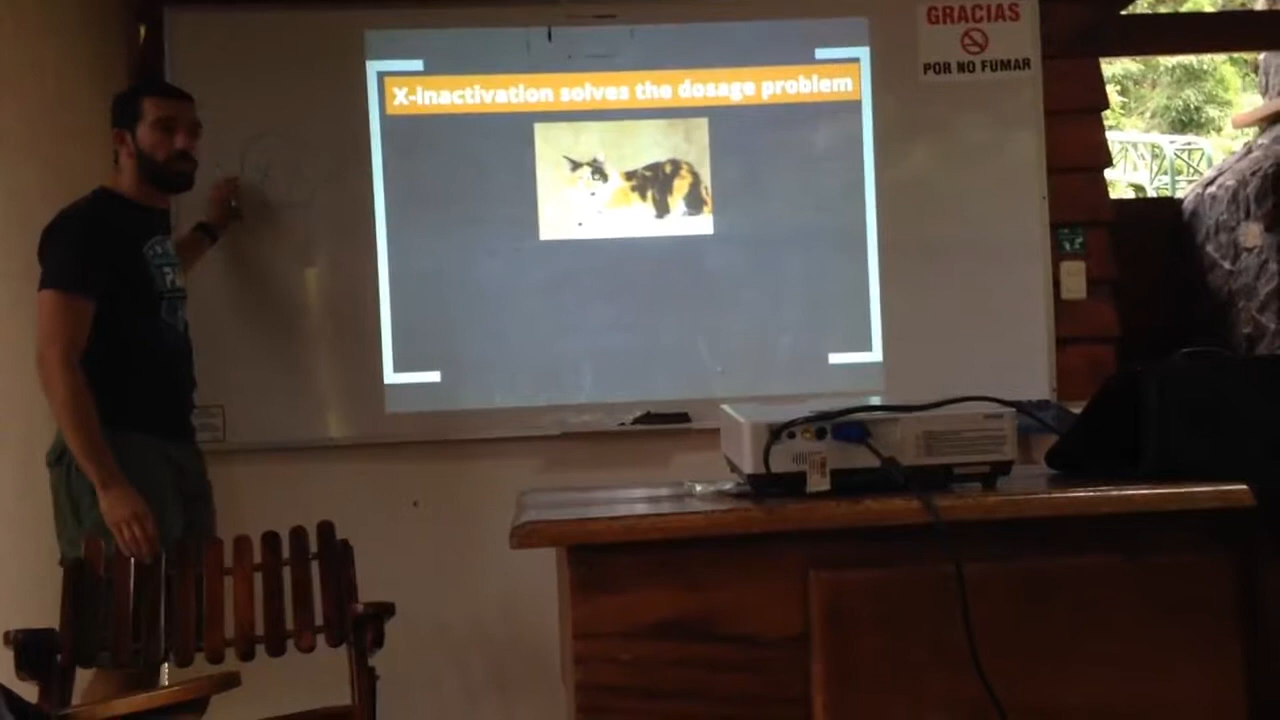 X-inactivation solves the dosage problem
GRACIAS
POR NO FUMAR